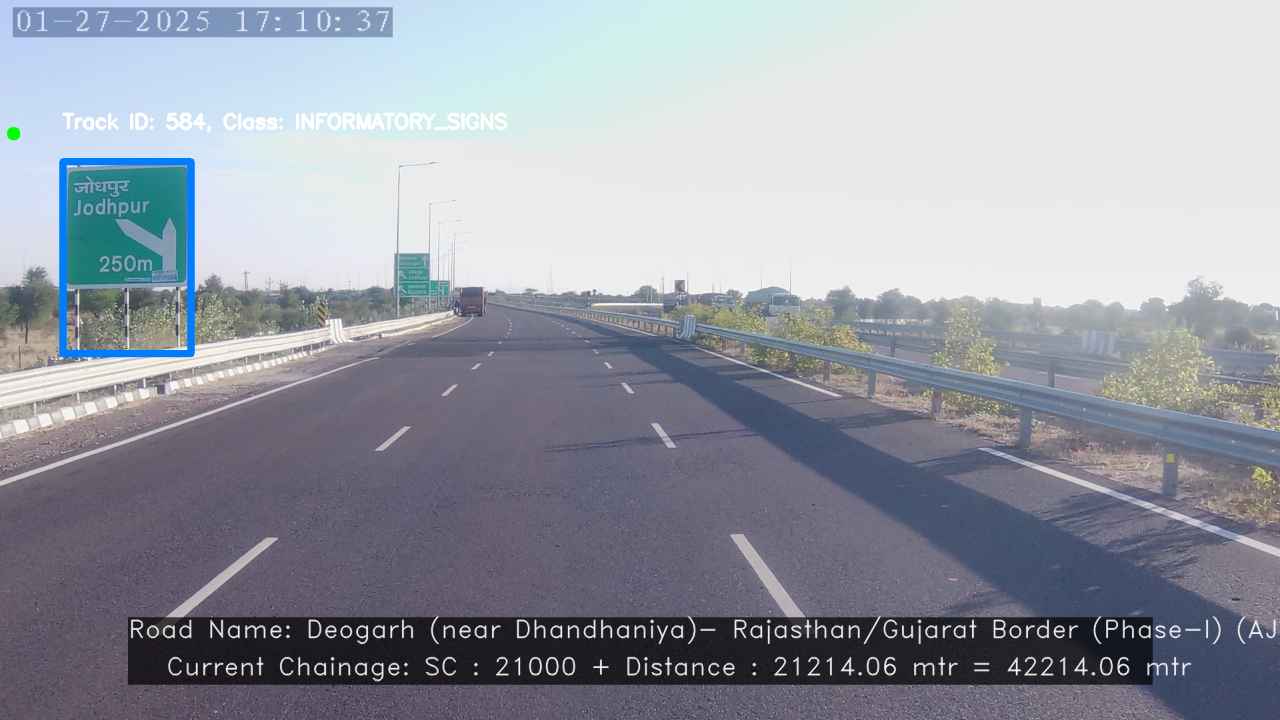 01-27-2025 17:10:37
Track ID: 584, Class: INFORMATORY_SIGNS
जोधपुर
Jodhpur
250m
Road Name: Deogarh (near Dhandhaniya)- Rajasthan/Gujarat Border (Phase-I) (AJ
Current Chainage: SC : 21000 + Distance : 21214.06 mtr = 42214.06 mtr